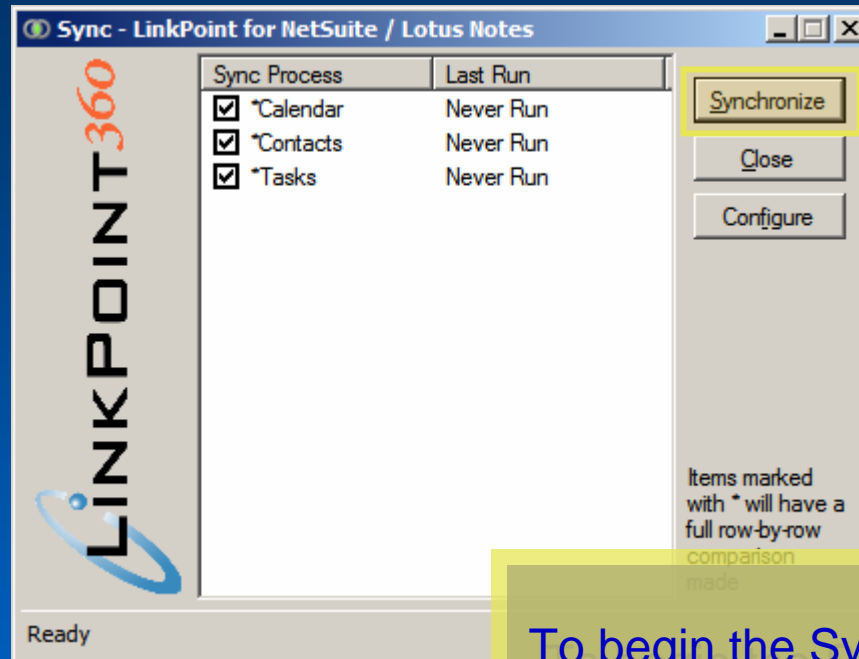 Sync - LinkPoint for NetSuite / Lotus Notes
LINKPOINT360
Sync Process Last Run
*Calendar Never Run
*Contacts Never Run
*Tasks Never Run
Synchronize
Close
Configure
Items marked
with * will have a
full row-by-row
comparison
made
Ready
To begin the Sy